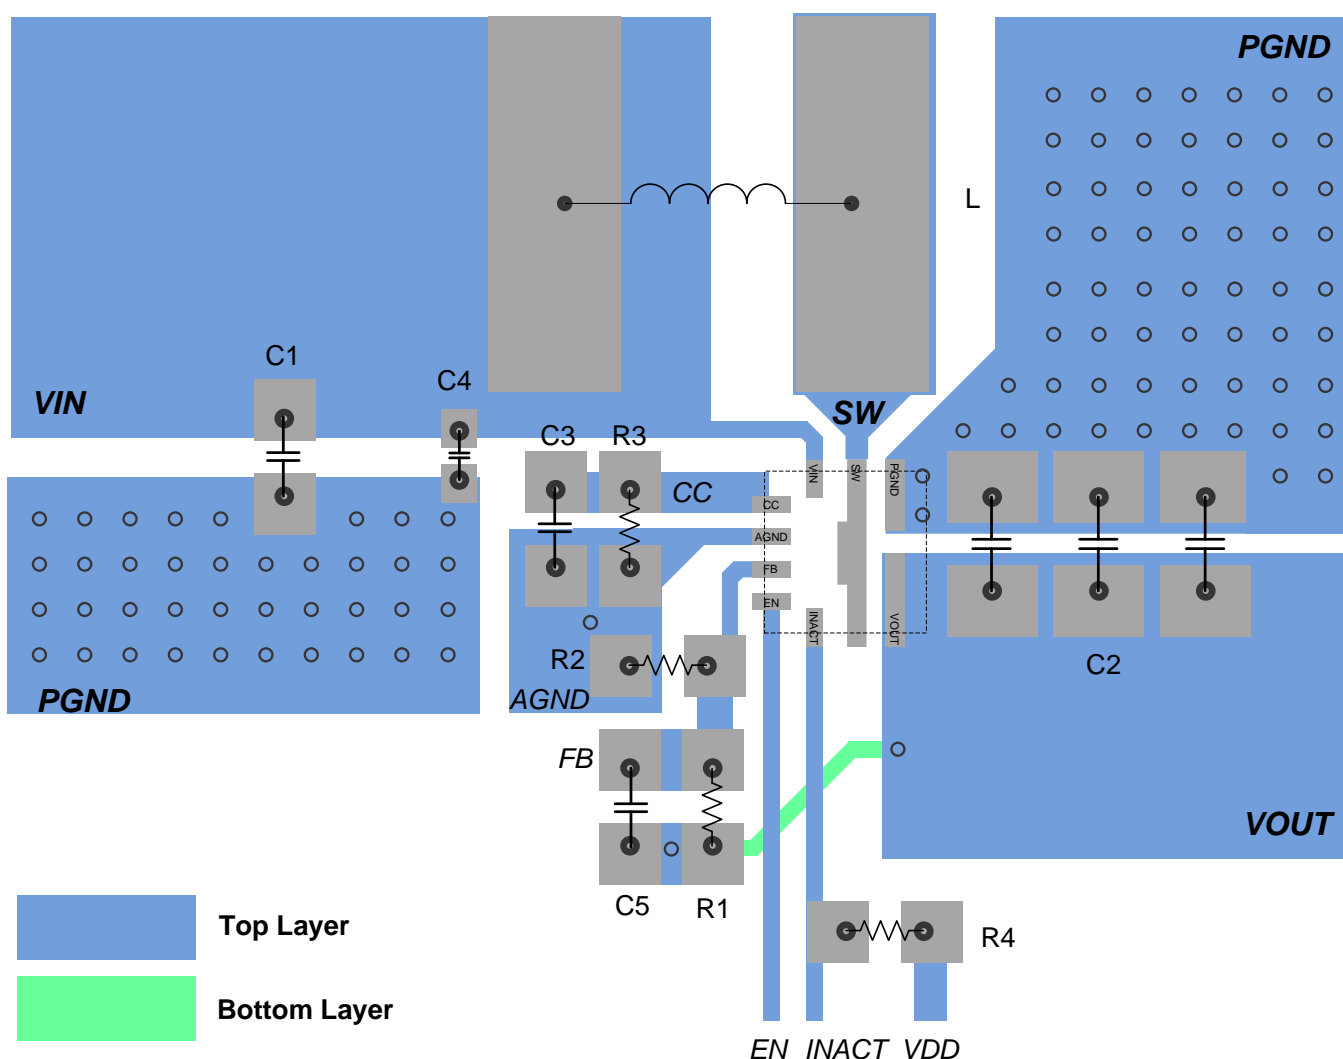 PGND
L
C1
C4
VIN
SW
C3
R3
CC
VIN
SW
PGND
CC
AGND
FB
EN
INACT
VOUT
R2
AGND
PGND
C2
FB
VOUT
C5
R1
Top Layer
R4
Bottom Layer
EN
INACT
VDD